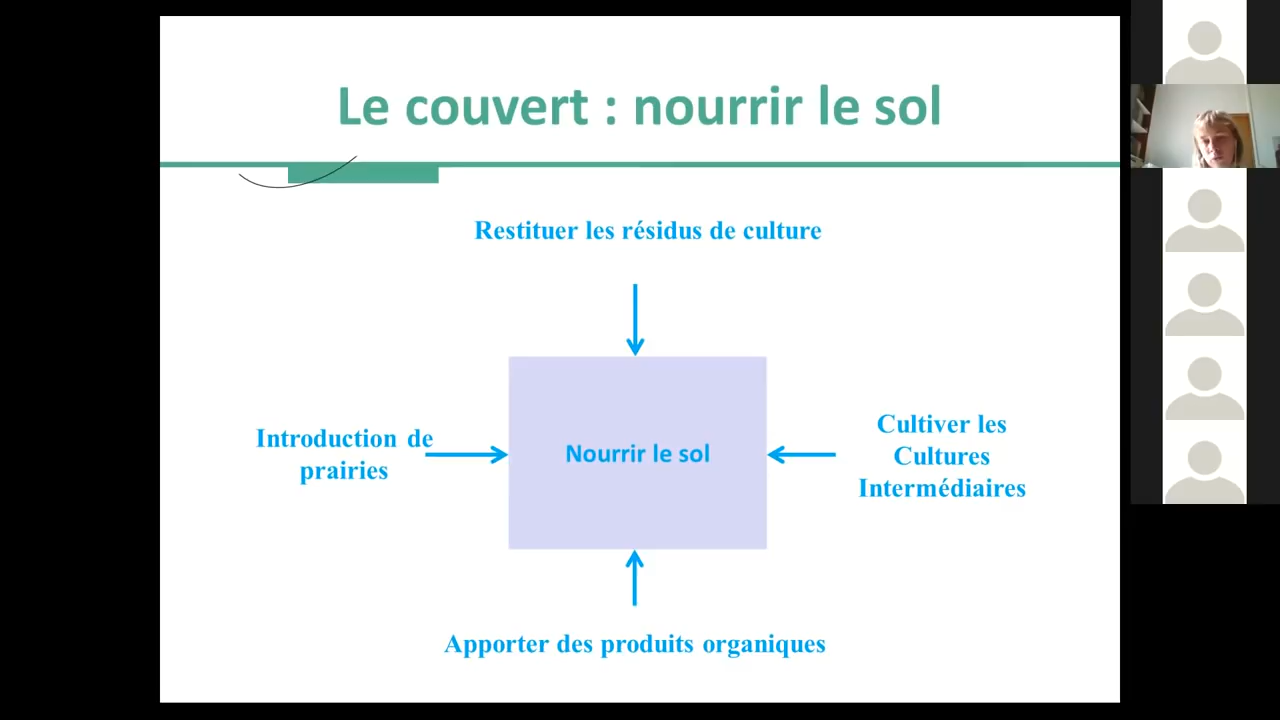 Le couvert : nourrir le sol
Restituer les résidus de culture
Introduction de
prairies
Nourrir le sol
Cultiver les
Cultures
Intermédiaires
Apporter des produits organiques